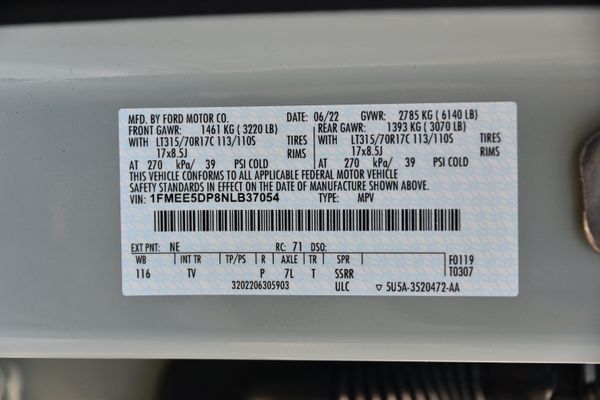 MFD. BY FORD MOTOR CO. DATE: 06/22 GVWR: 2785 KG (6140 LB)
FRONT GAWR: 1461 KG (3220 LB) REAR GAWR: 1393 KG (3070 LB)
WITH LT315/70R17C 113/110S TIRES WITH LT315/70R17C 113/110S TIRES
17x8.5J RIMS 17x8.5J RIMS
AT 270 kPa/ 39 PSI COLD AT 270 kPa/ 39 PSI COLD
THIS VEHICLE CONFORMS TO ALL APPLICABLE FEDERAL MOTOR VEHICLE
SAFETY STANDARDS IN EFFECT ON THE DATE OF MANUFACTURE SHOWN ABOVE.
VIN: 1FMEE5DP8NLB37054 TYPE: MPV
EXT PNT: NE RC: 71 DSO:
WB INT TR TP/PS R AXLE TR SPR F0119
116 TV P 7L T SSRR T0307
3202206305903 ULC ▽ 5U5A-3520472-AA